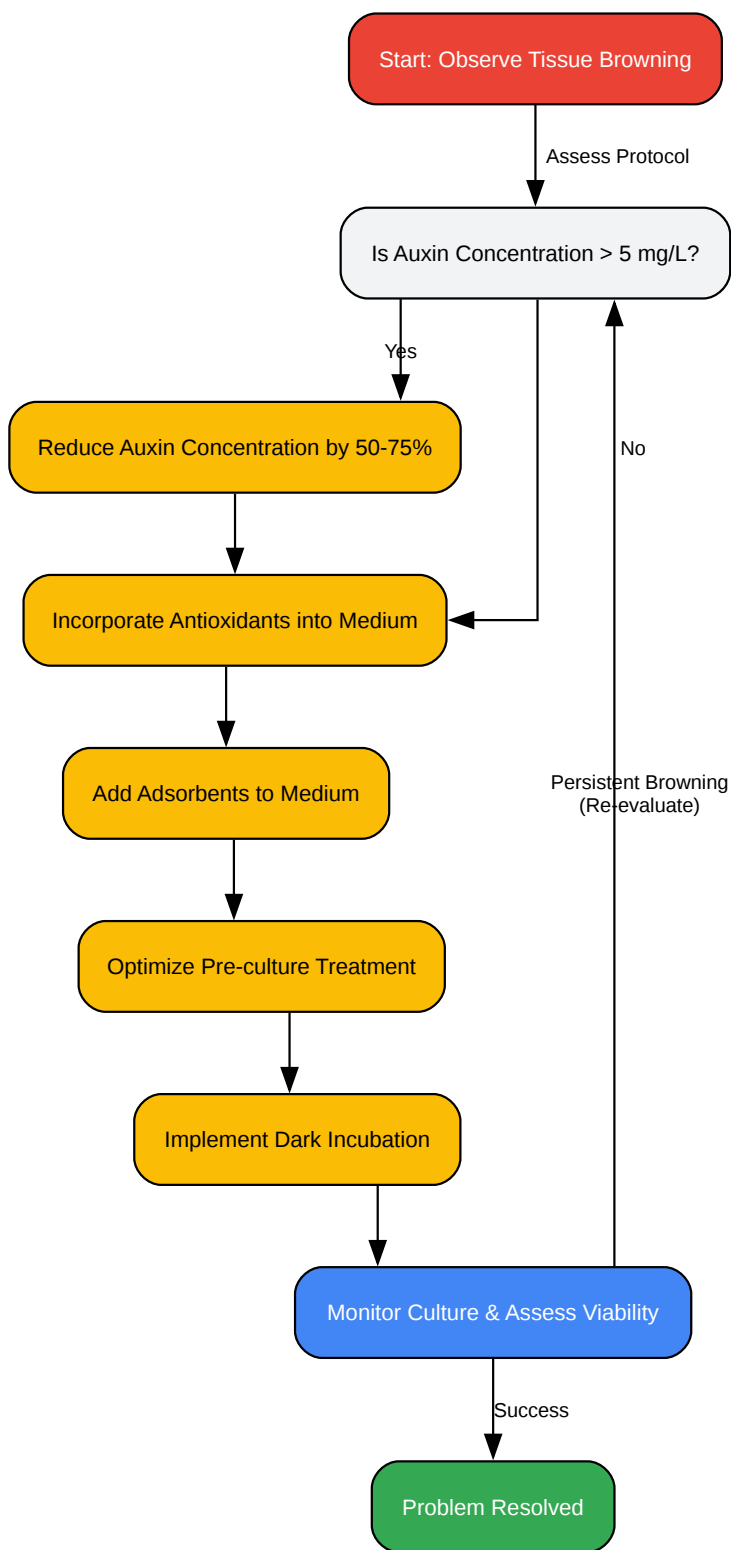 Start: Observe Tissue Browning
Assess Protocol
Is Auxin Concentration > 5 mg/L?
Yes
Reduce Auxin Concentration by 50-75%
No
Incorporate Antioxidants into Medium
Persistent Browning
(Re-evaluate)
Add Adsorbents to Medium
Optimize Pre-culture Treatment
Implement Dark Incubation
Monitor Culture & Assess Viability
Success
Problem Resolved